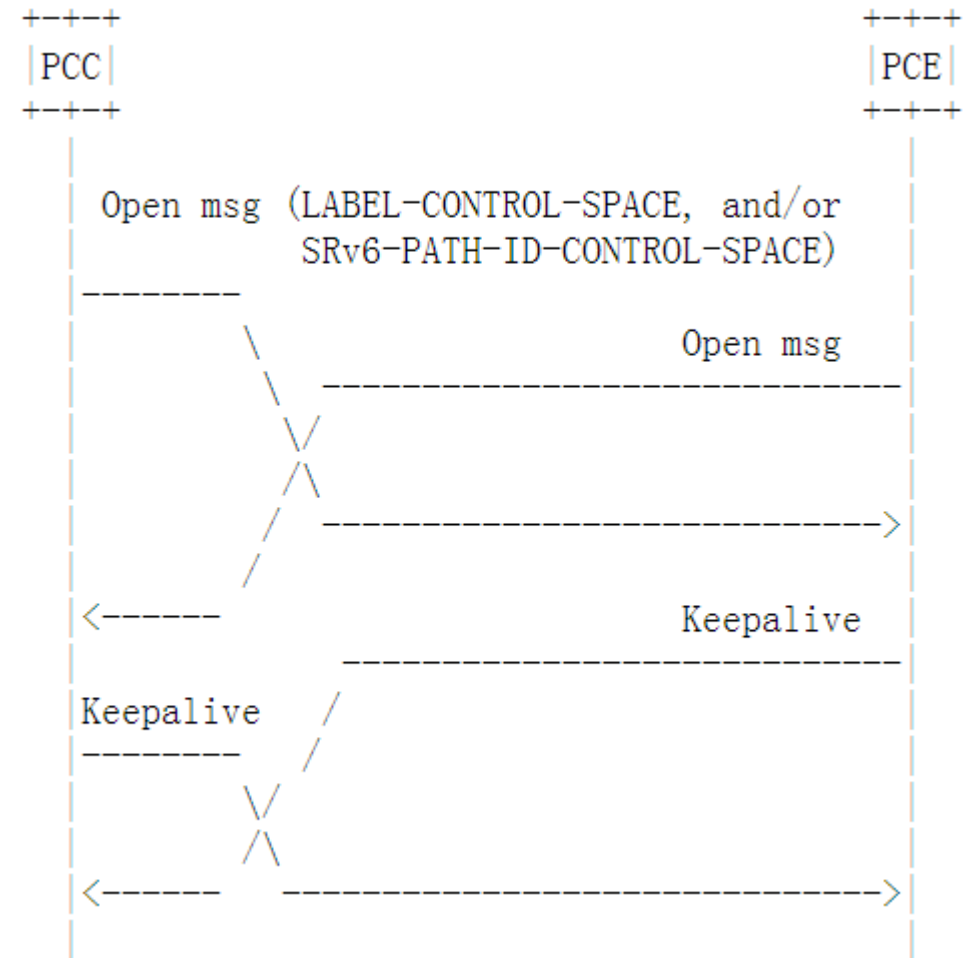 +-+-+ +-+-+
|PCC| |PCE|
+-+-+ +-+-+
Open msg (LABEL-CONTROL-SPACE, and/or
SRv6-PATH-ID-CONTROL-SPACE)
Open msg
Keepalive
Keepalive